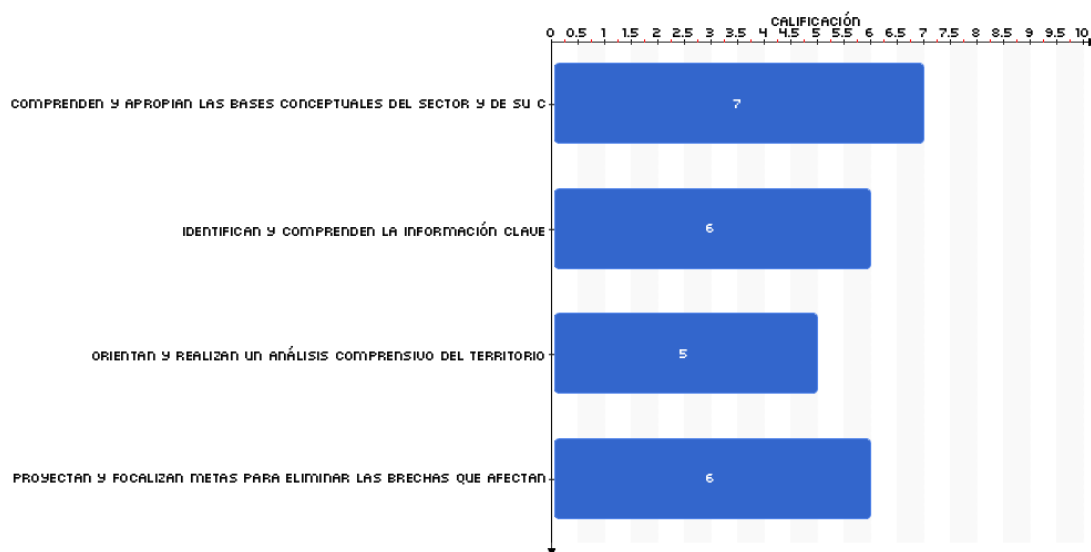 CALIFICACIÓN
0 0.5 1 1.5 2 2.5 3 3.5 4 4.5 5 5.5 6 6.5 7 7.5 8 8.5 9 9.5 10
COMPRENDEN Y APROPIAN LAS BASES CONCEPTUALES DEL SECTOR Y DE SU C
7
IDENTIFICAN Y COMPRENDEN LA INFORMACIÓN CLAVE
6
ORIENTAN Y REALIZAN UN ANÁLISIS COMPRENSIVO DEL TERRITORIO
5
PROYECTAN Y FOCALIZAN METAS PARA ELIMINAR LAS BRECHAS QUE AFECTAN
6